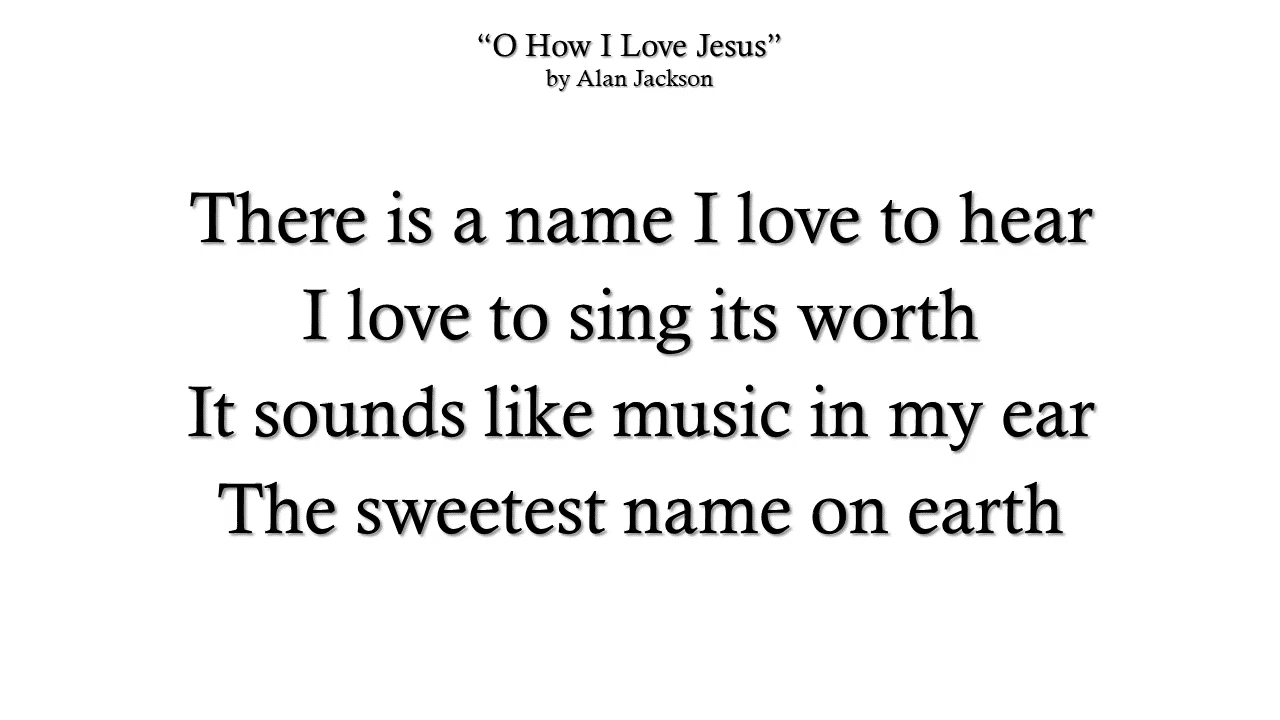 “O How I Love Jesus”
by Alan Jackson
There is a name I love to hear
I love to sing its worth
It sounds like music in my ear
The sweetest name on earth